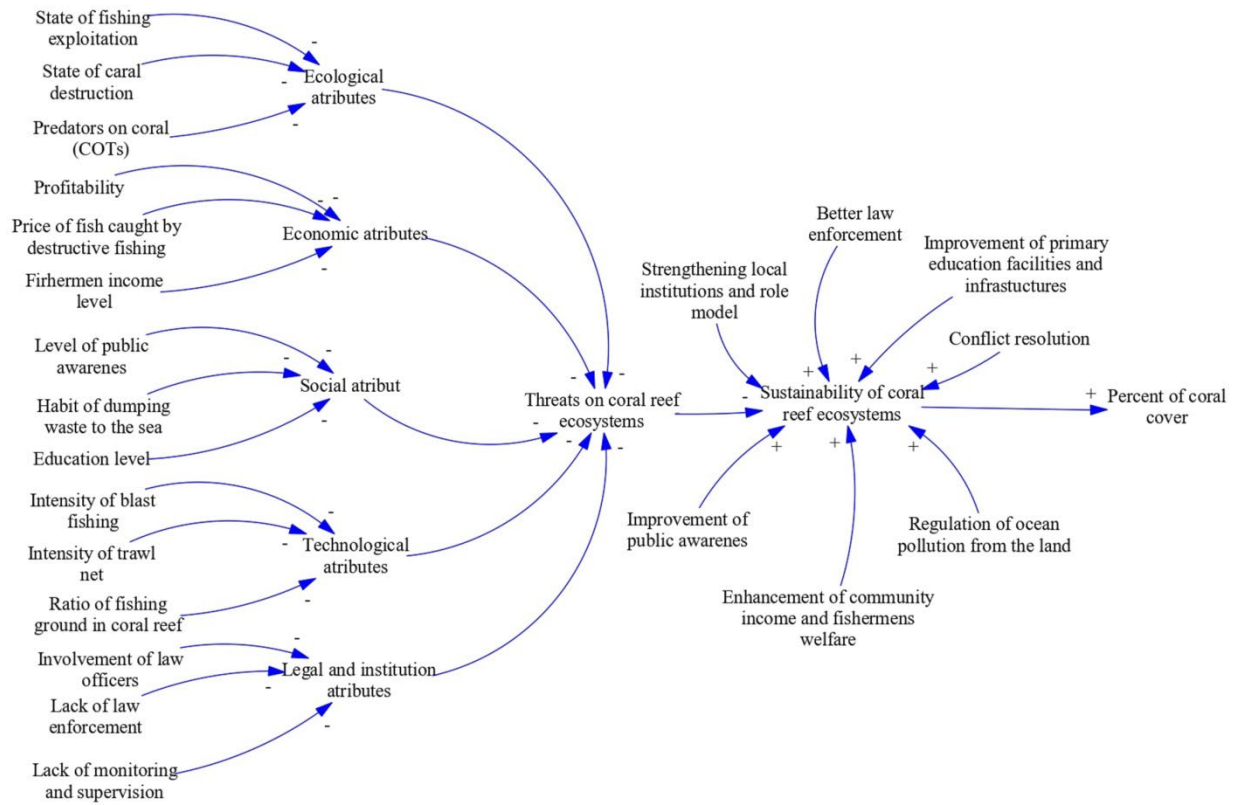 State of fishing
exploitation
State of caral
destruction
Predators on coral
(COTs)
Profitability
Price of fish caught by
destructive fishing
Firhermen income
level
Level of public
awarenes
Habit of dumping
waste to the sea
Education level
Intensity of blast
fishing
Intensity of trawl
net
Ratio of fishing
ground in coral reef
Involvement of law
officers
Lack of law
enforcement
Lack of monitoring
and supervision
-
-
-
Ecological
atributes
-
-
-
Economic atributes
-
-
-
Social atribut
-
-
-
Technological
atributes
-
-
-
Legal and institution
atributes
-
-
-
-
-
Threats on coral reef
ecosystems
Strengthening local
institutions and role
model
Better law
enforcement
Improvement of primary
education facilities and
infrastuctures
Conflict resolution
-
+
+
+
+
Sustainability of coral
reef ecosystems
+
+
+
+
Percent of coral
cover
Improvement of
public awarenes
Enhancement of community
income and fishermens
welfare
Regulation of ocean
pollution from the land